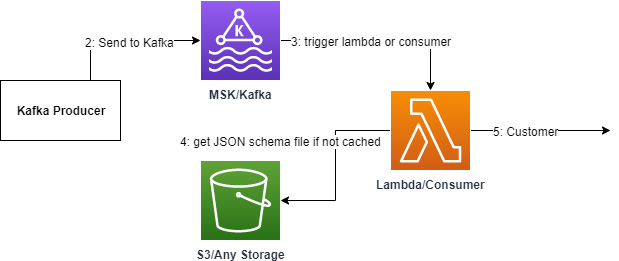 2: Send to Kafka
K
3: trigger lambda or consumer
MSK/Kafka
Kafka Producer
5: Customer
4: get JSON schema file if not cached
Lambda/Consumer
S3/Any Storage